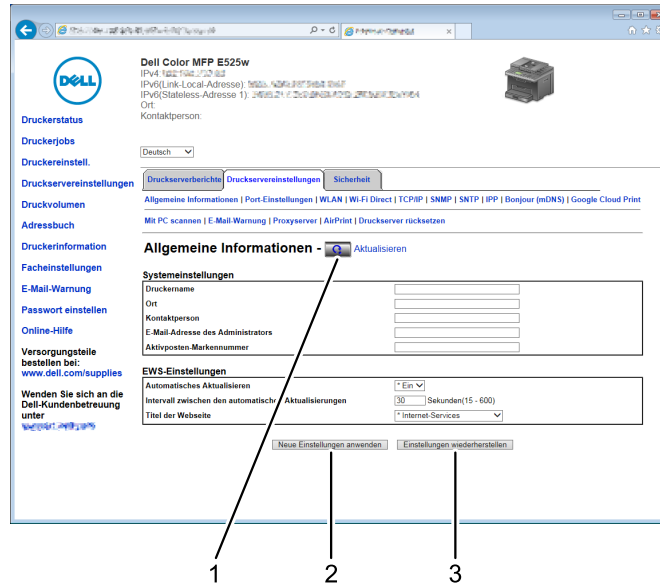 Dell Color MFP E525w
IPv4:
IPv6(Link-Local-Adresse):
IPv6(Stateless-Adresse 1):
Ort:
Kontaktperson:
DELL
Druckerstatus
Druckerjobs
Druckereinstell.
Druckservereinstellungen
Druckvolumen
Adressbuch
Druckerinformation
Facheinstellungen
E-Mail-Warnung
Passwort einstellen
Online-Hilfe
Versorgungsteile
bestellen bei:
www.dell.com/supplies
Wenden Sie sich an die
Dell-Kundenbetreuung
unter
Deutsch
Druckserverberichte Druckservereinstellungen Sicherheit
Allgemeine Informationen | Port-Einstellungen | WLAN | Wi-Fi Direct | TCP/IP | SNMP | SNTP | IPP | Bonjour (mDNS) | Google Cloud Print
Mit PC scannen | E-Mail-Warnung | Proxyserver | AirPrint | Druckserver rücksetzen
Allgemeine Informationen - Aktualisieren
Systemeinstellungen
Druckername
Ort
Kontaktperson
E-Mail-Adresse des Administrators
Aktivposten-Markennummer
EWS-Einstellungen
Automatisches Aktualisieren * Ein
Intervall zwischen den automatischen Aktualisierungen 30 Sekunden(15 - 600)
Titel der Webseite * Internet-Services
Neue Einstellungen anwenden Einstellungen wiederherstellen
1 2 3